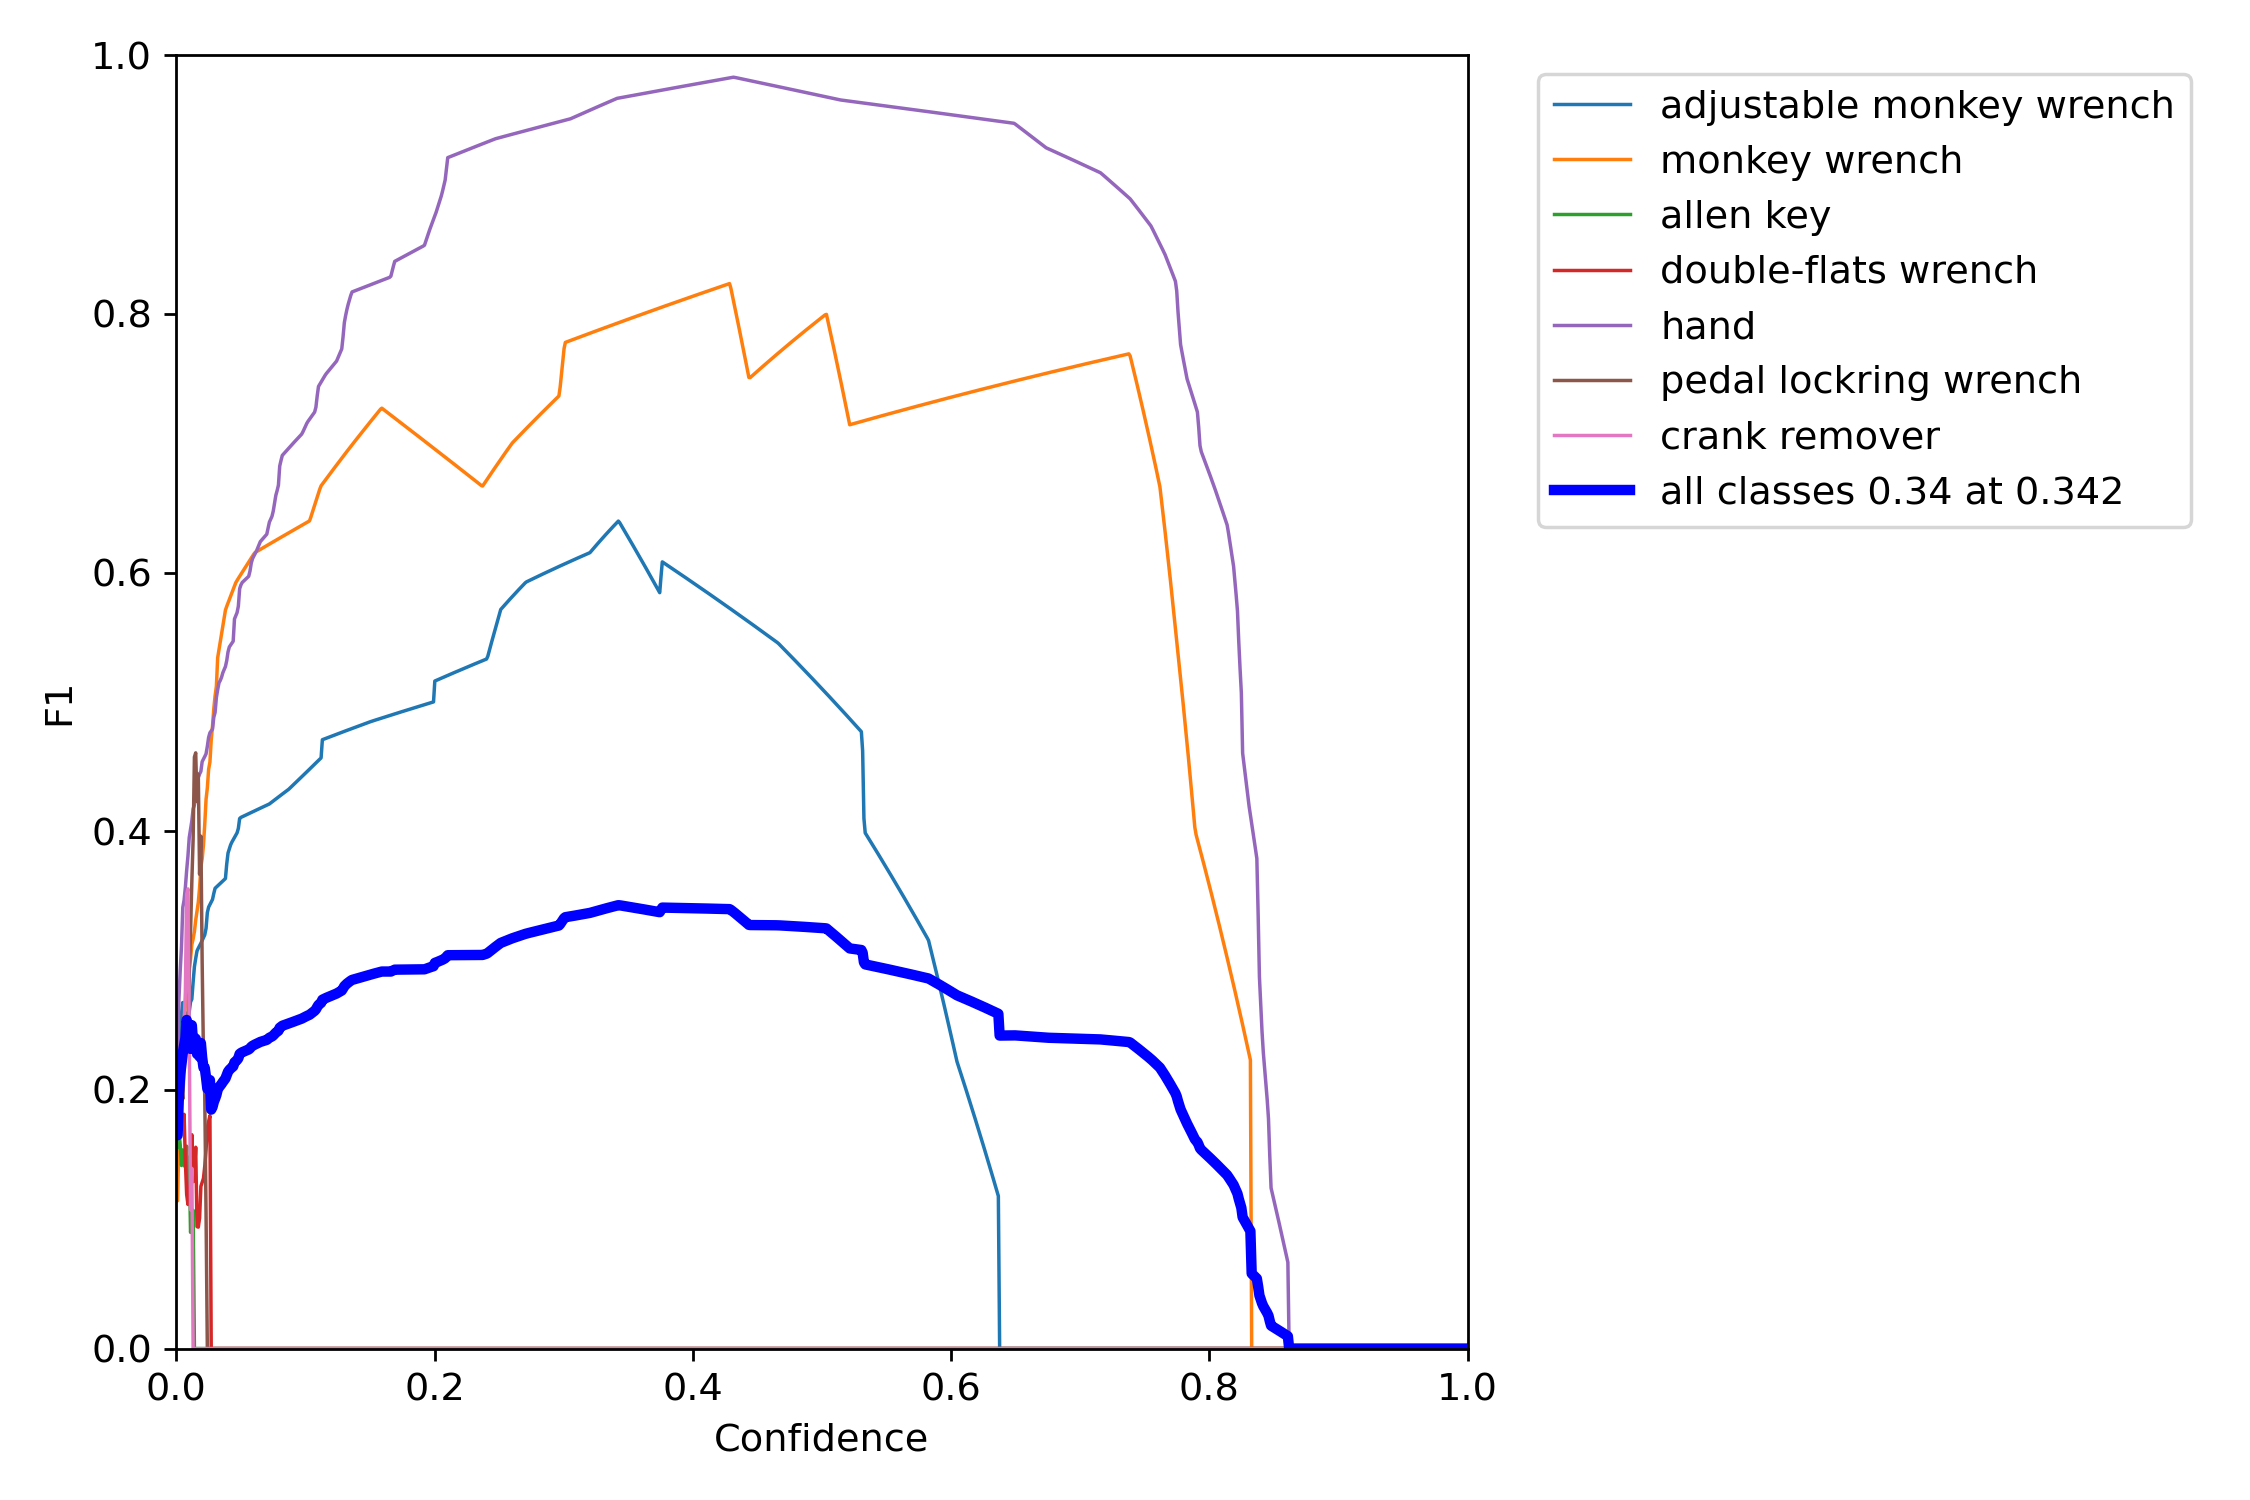 1.0
0.8
0.6
0.4
0.2
0.0
F1
0.0 0.2 0.4 0.6 0.8 1.0
Confidence
adjustable monkey wrench
monkey wrench
allen key
double-flats wrench
hand
pedal lockring wrench
crank remover
all classes 0.34 at 0.342